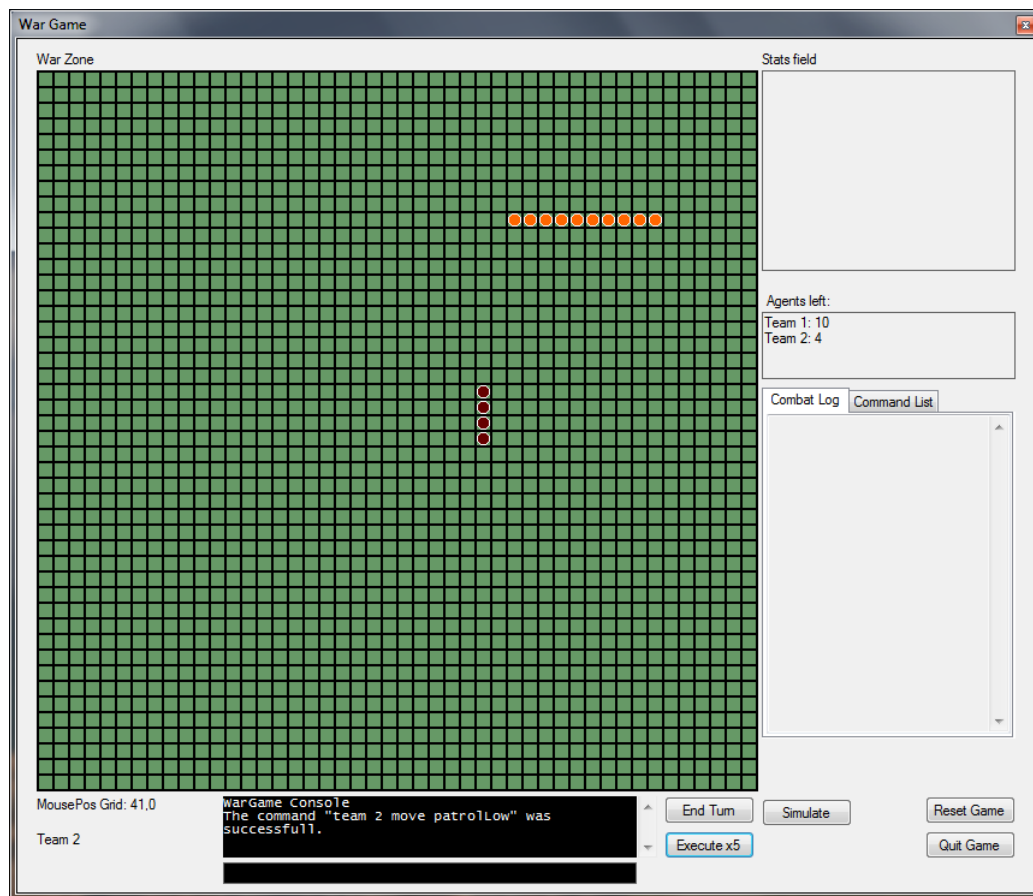 War Game
War Zone
Stats field
Agents left:
Team 1: 10
Team 2: 4
Combat Log
Command List
MousePos Grid: 41,0
Team 2
WarGame Console
The command "team 2 move patrolLow" was
successfull.
End Turn
Execute x5
Simulate
Reset Game
Quit Game